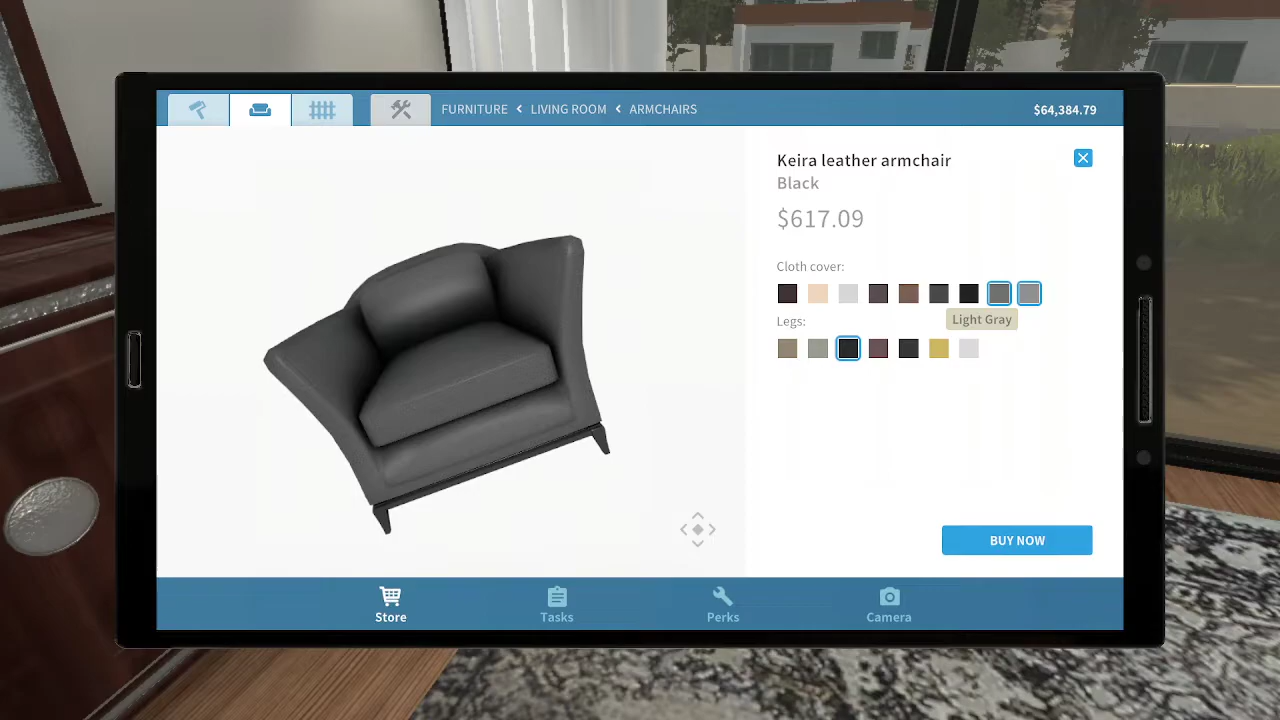 FURNITURE < LIVING ROOM < ARMCHAIRS
$64,384.79
Keira leather armchair
Black
$617.09
Cloth cover:
Light Gray
Legs:
BUY NOW
Store
Tasks
Perks
Camera